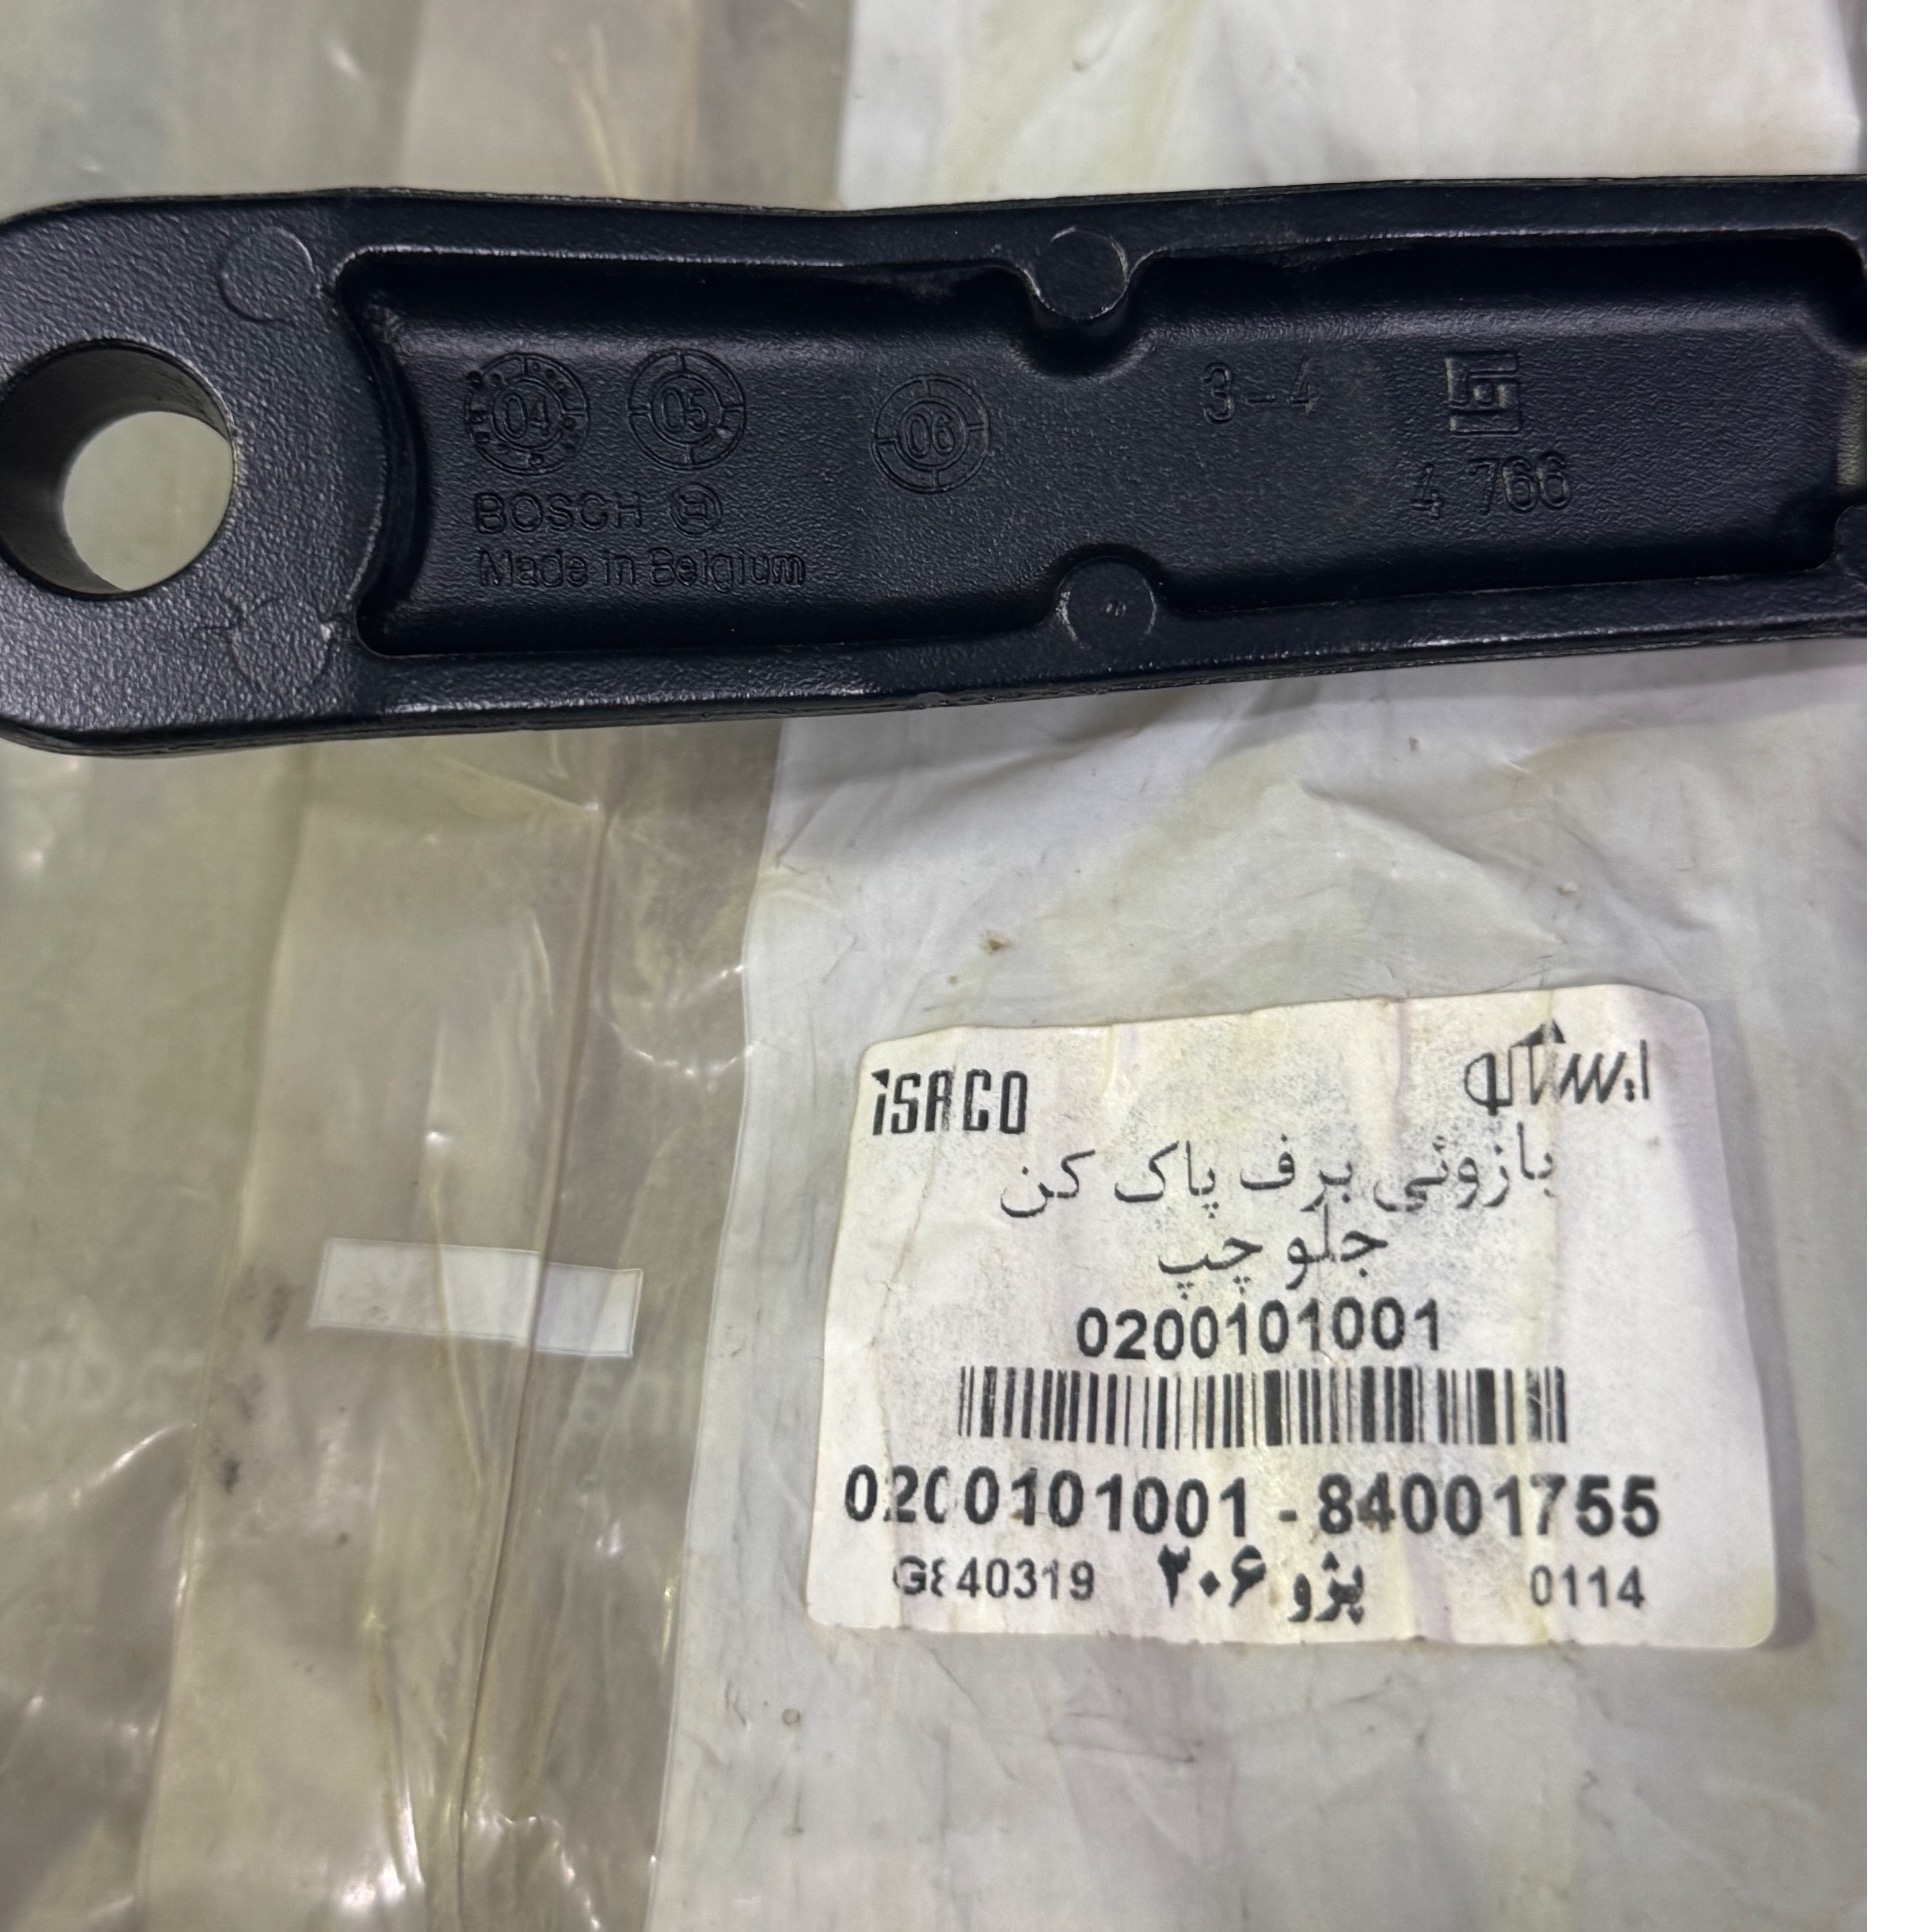 04 05 06 3-4
4 766
BOSCH
Made in Belgium
ISACO ایساکو
بازوئی برف پاک کن
جلو چپ
0200101001
0200101001 - 84001755
G840319 پژو ۲۰۶ 0114